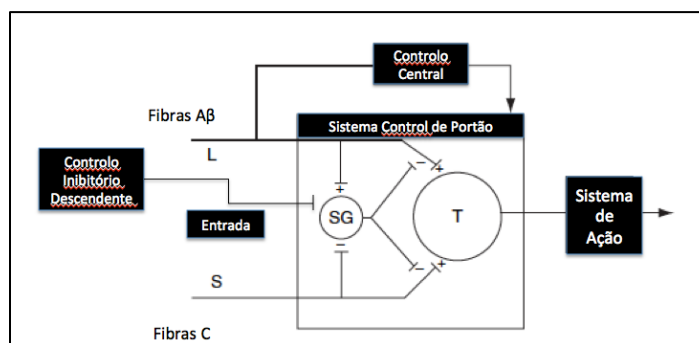 Controlo
Central
Fibras Aβ
Sistema Control de Portão
L
Controlo
Inibitório
Descendente
Entrada
+
SG
−
−
+
−
+
T
Sistema
de
Ação
S
Fibras C